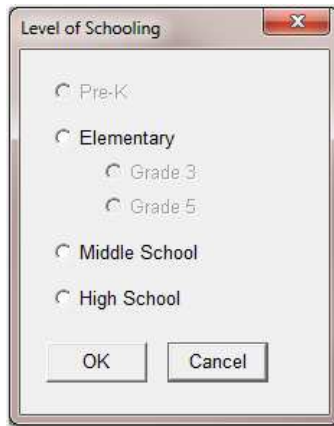 Level of Schooling
Pre-K
Elementary
Grade 3
Grade 5
Middle School
High School
OK
Cancel